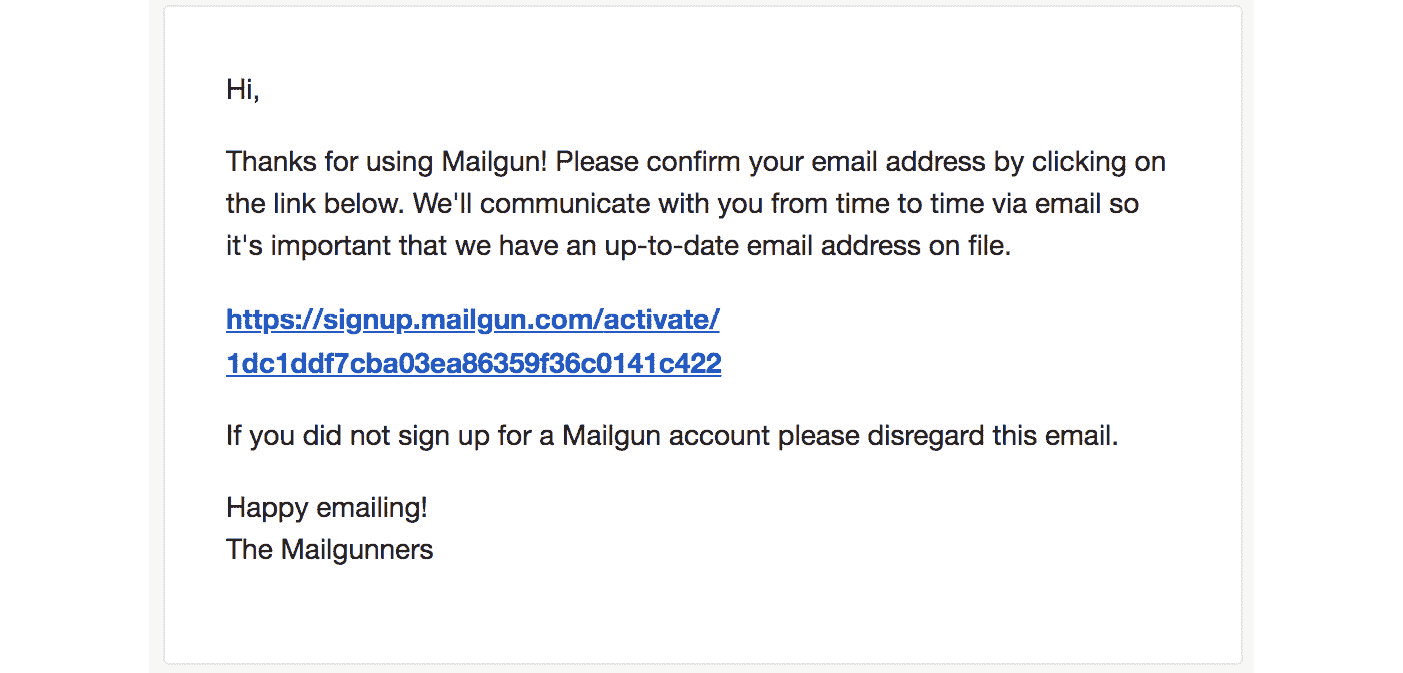 Hi,
Thanks for using Mailgun! Please confirm your email address by clicking on
the link below. We'll communicate with you from time to time via email so
it's important that we have an up-to-date email address on file.
https://signup.mailgun.com/activate/
1dc1ddf7cba03ea86359f36c0141c422
If you did not sign up for a Mailgun account please disregard this email.
Happy emailing!
The Mailgunners